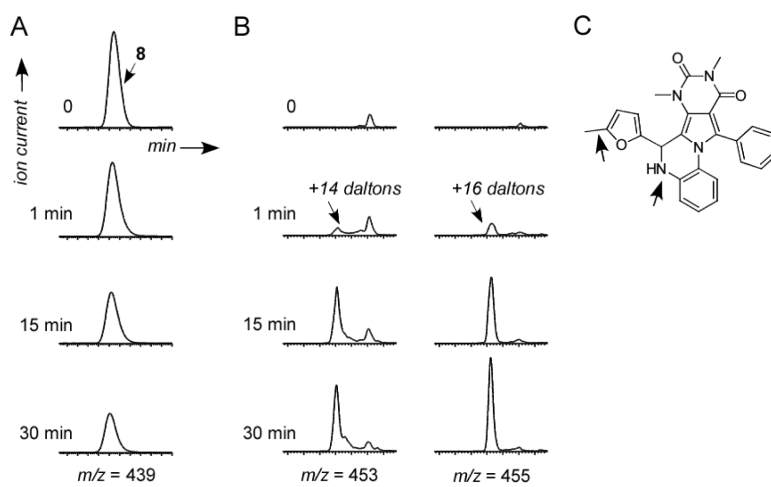 A
B
C
ion current
0
8
min
0
1 min
+14 daltons
+16 daltons
15 min
30 min
m/z = 439
m/z = 453
m/z = 455
1 min
15 min
30 min
O
N
N
O
O
N
HN